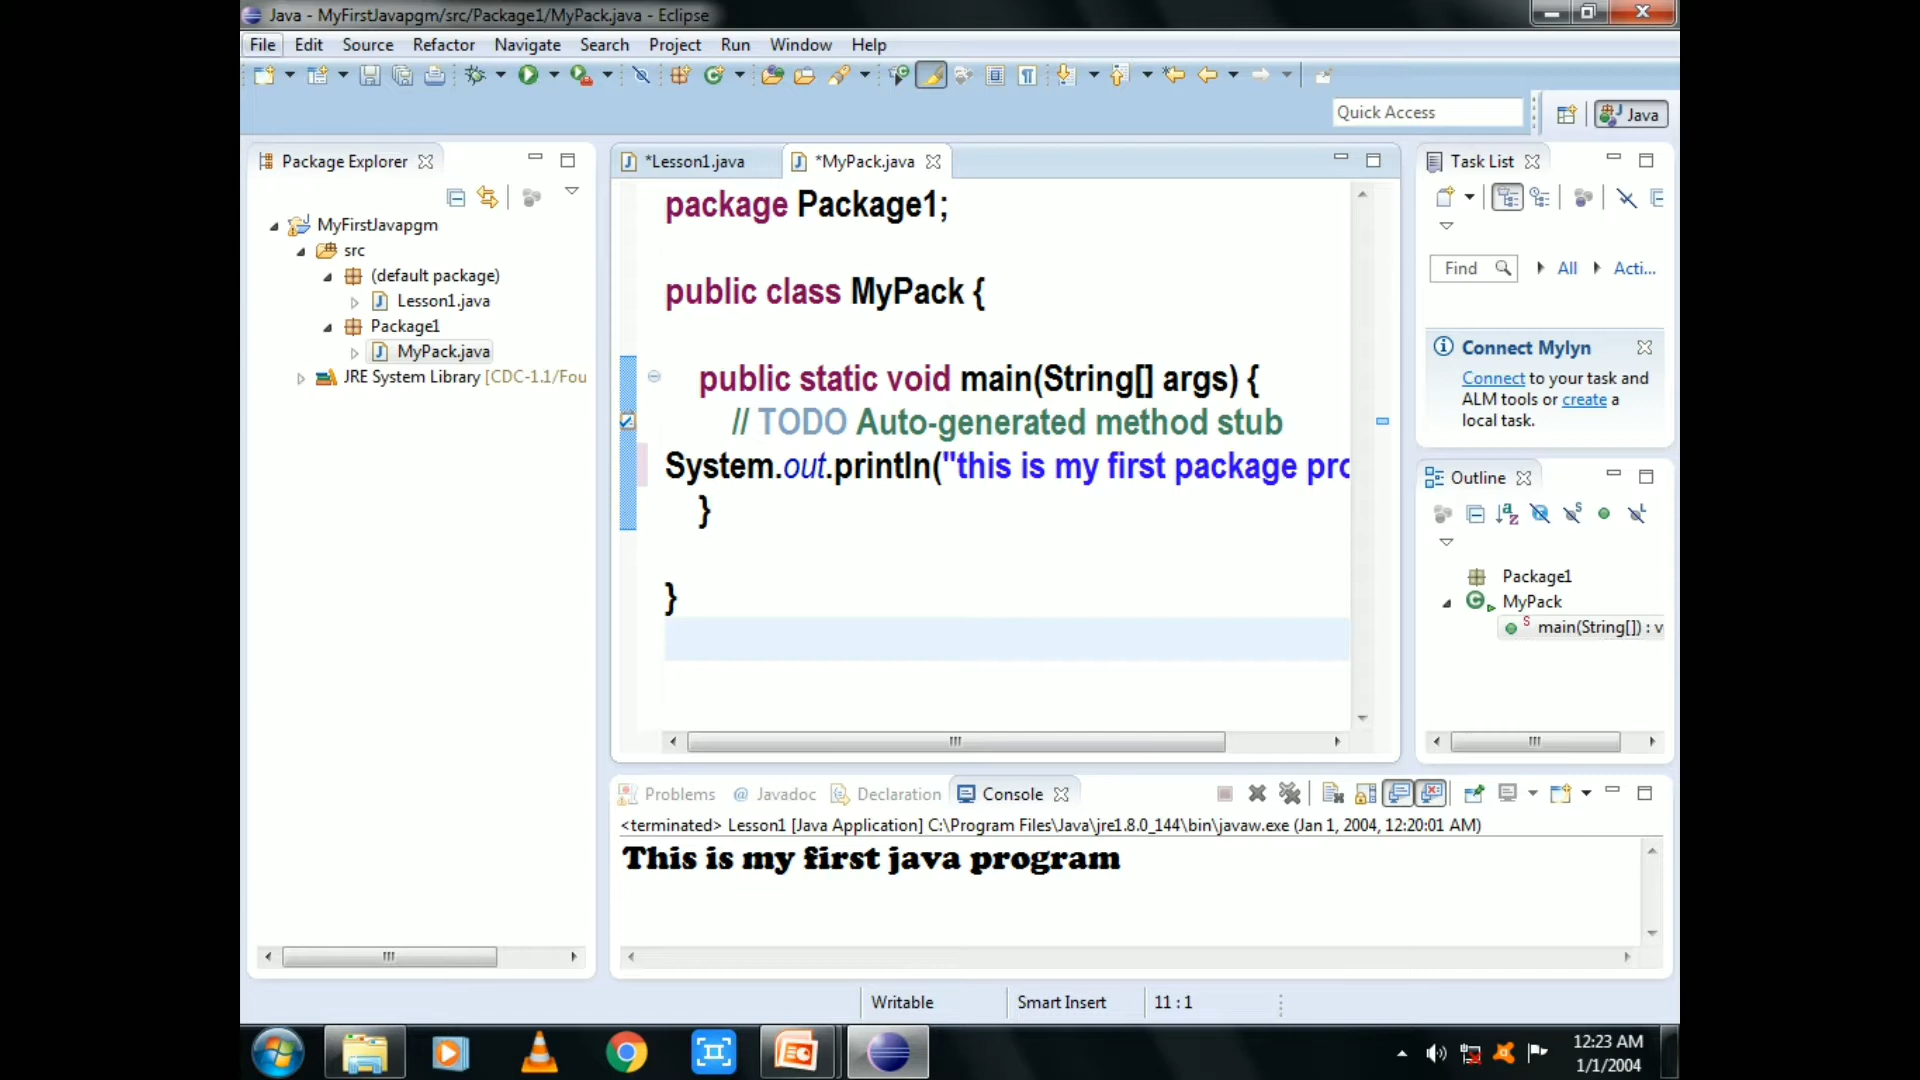 Java - MyFirstJavapgm/src/Package1/MyPack.java - Eclipse
File Edit Source Refactor Navigate Search Project Run Window Help
Quick Access
Java
Package Explorer
MyFirstJavapgm
src
(default package)
Lesson1.java
Package1
MyPack.java
JRE System Library [CDC-1.1/Fou
*Lesson1.java
*MyPack.java
package Package1;
public class MyPack {
public static void main(String[] args) {
// TODO Auto-generated method stub
System.out.println("this is my first package pro
}
}
Task List
Find
All
Acti...
Connect Mylyn
Connect to your task and
ALM tools or create a
local task.
Outline
Package1
MyPack
main(String[]) : v
Problems @ Javadoc Declaration Console
<terminated> Lesson1 [Java Application] C:\Program Files\Java\jre1.8.0_144\bin\javaw.exe (Jan 1, 2004, 12:20:01 AM)
This is my first java program
Writable
Smart Insert
11 : 1
12:23 AM
1/1/2004